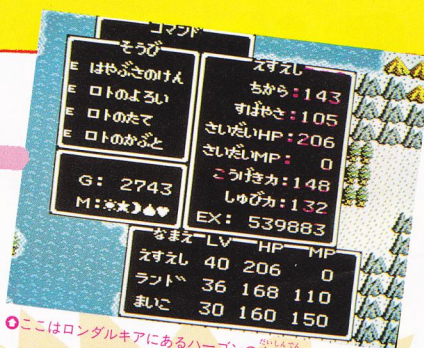 コマンド
そうび
E はやぶさのけん
E ロトのよろい
E ロトのたて
E ロトのかぶと
G: 2743
M:☀★☽♠♥
えすえし
ちから:143
すばやさ:105
さいだいHP:206
さいだいMP: 0
こうげき力:148
しゅび力:132
EX: 539883
なまえ LV HP MP
えすえし 40 206 0
ランド 36 168 110
まいこ 30 160 150
ここはロンダルキアにあるハーゴンの